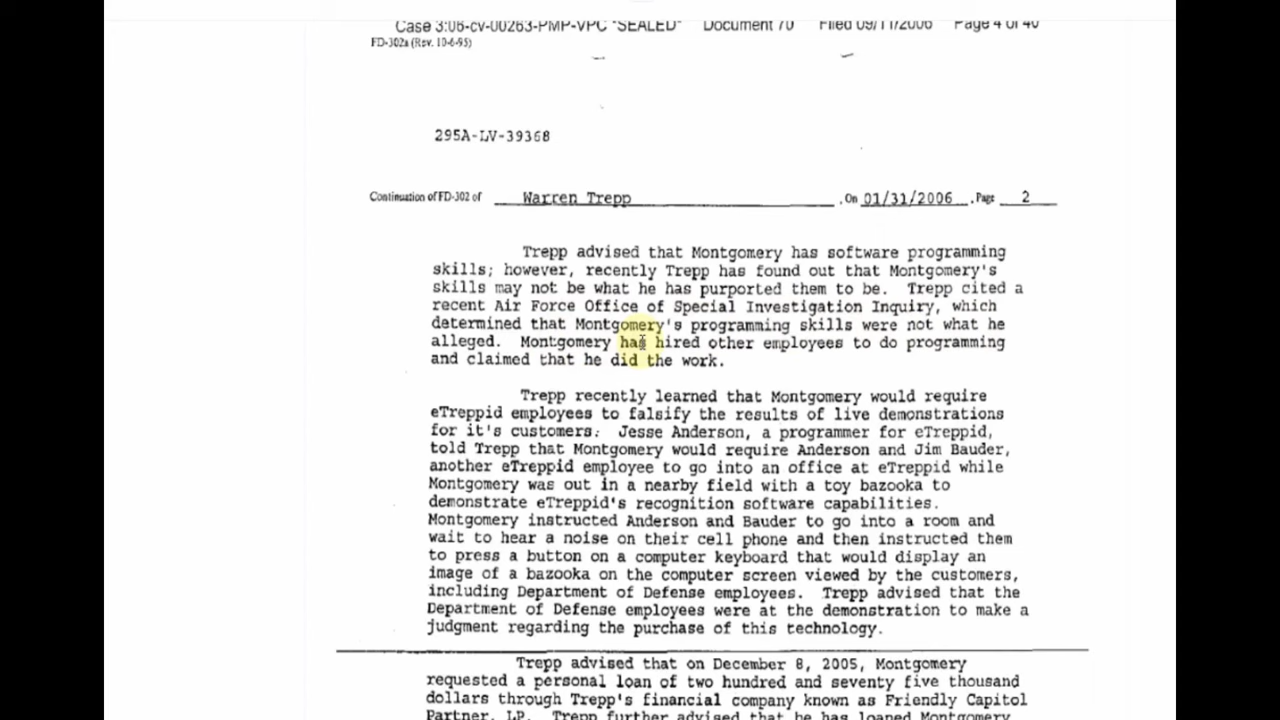 Case 3:06-cv-00263-PMP-VPC *SEALED* Document 70 Filed 09/11/2006 Page 4 of 40
FD-302a (Rev. 10-6-95)
295A-LV-39368
Continuation of FD-302 of Warren Trepp , On 01/31/2006 , Page 2
Trepp advised that Montgomery has software programming
skills; however, recently Trepp has found out that Montgomery's
skills may not be what he has purported them to be. Trepp cited a
recent Air Force Office of Special Investigation Inquiry, which
determined that Montgomery's programming skills were not what he
alleged. Montgomery has hired other employees to do programming
and claimed that he did the work.
Trepp recently learned that Montgomery would require
eTreppid employees to falsify the results of live demonstrations
for it's customers. Jesse Anderson, a programmer for eTreppid,
told Trepp that Montgomery would require Anderson and Jim Bauder,
another eTreppid employee to go into an office at eTreppid while
Montgomery was out in a nearby field with a toy bazooka to
demonstrate eTreppid's recognition software capabilities.
Montgomery instructed Anderson and Bauder to go into a room and
wait to hear a noise on their cell phone and then instructed them
to press a button on a computer keyboard that would display an
image of a bazooka on the computer screen viewed by the customers,
including Department of Defense employees. Trepp advised that the
Department of Defense employees were at the demonstration to make a
judgment regarding the purchase of this technology.
Trepp advised that on December 8, 2005, Montgomery
requested a personal loan of two hundred and seventy five thousand
dollars through Trepp's financial company known as Friendly Capitol
Partner, LP. Trepp further advised that he has loaned Montgomery